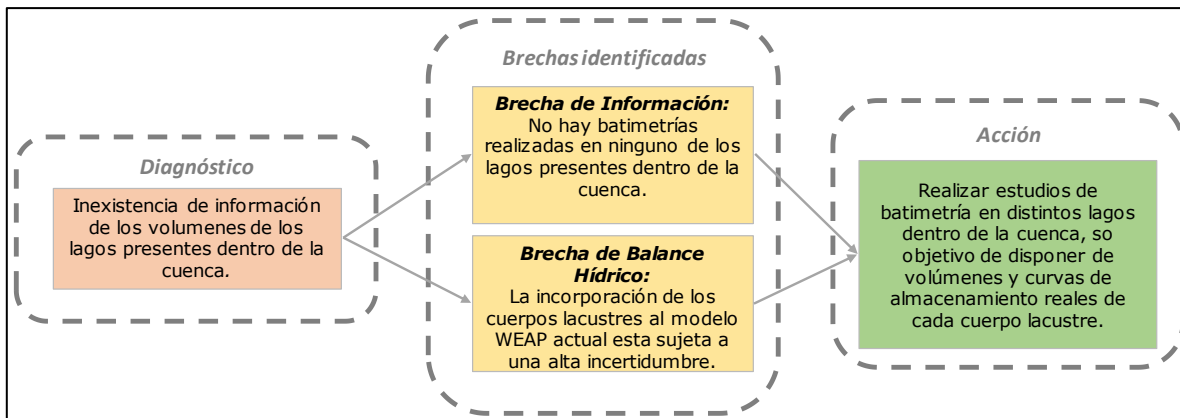 Diagnóstico
Inexistencia de información
de los volumenes de los
lagos presentes dentro de la
cuenca.
Brechas identificadas
Brecha de Información:
No hay batimetrías
realizadas en ninguno de los
lagos presentes dentro de la
cuenca.
Brecha de Balance
Hídrico:
La incorporación de los
cuerpos lacustres al modelo
WEAP actual esta sujeta a
una alta incertidumbre.
Acción
Realizar estudios de
batimetría en distintos lagos
dentro de la cuenca, so
objetivo de disponer de
volúmenes y curvas de
almacenamiento reales de
cada cuerpo lacustre.